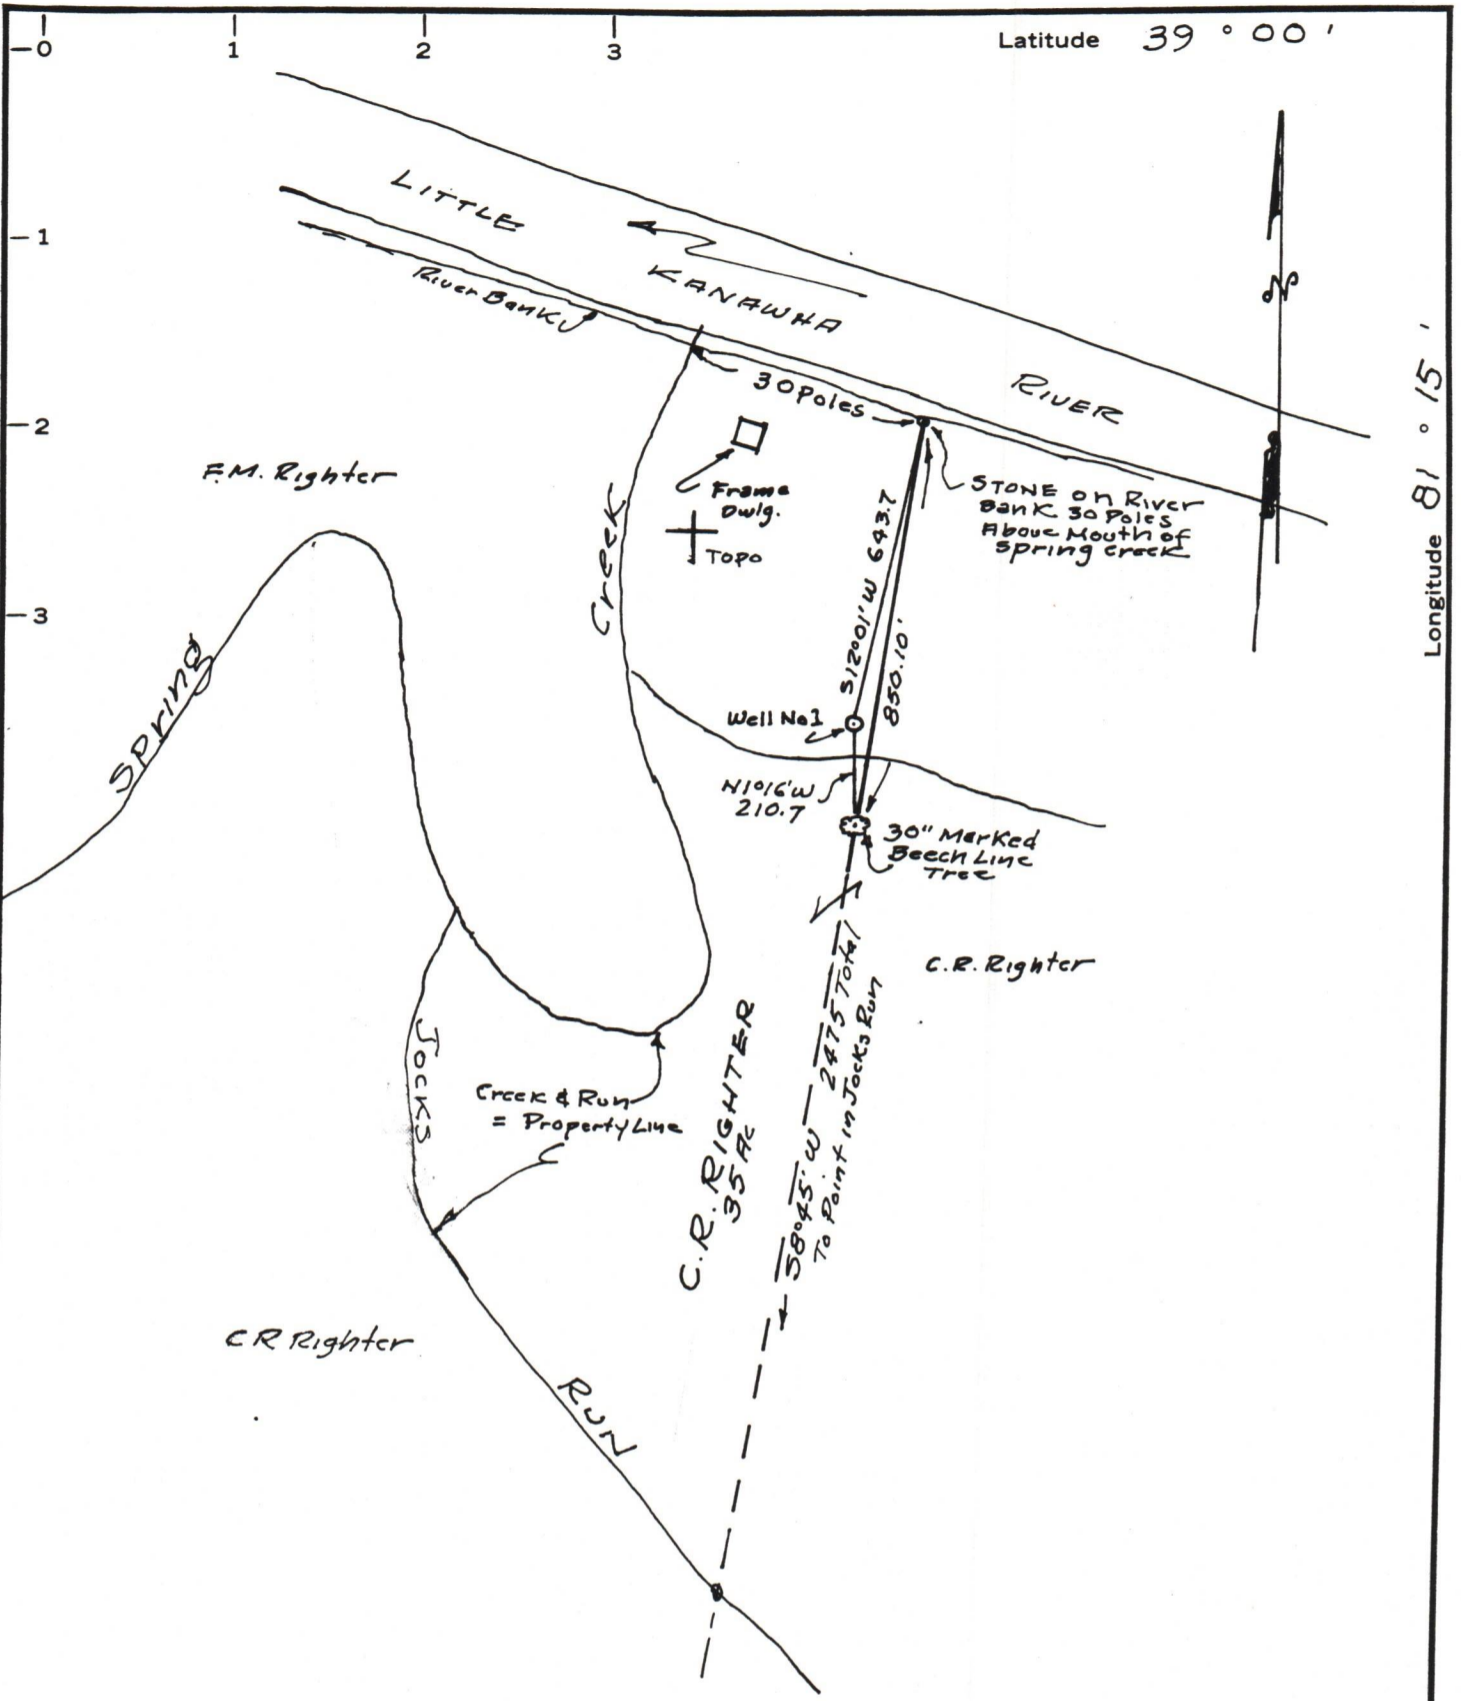 0 1 2 3 Latitude 39 ° 00 '
1
2
3
Longitude 81 ° 15 '
LITTLE
KANAWHA
RIVER
River Bank
30 Poles
F.M. Righter
Frame
Dwlg.
TOPO
STONE on River
Bank 30 Poles
Above Mouth of
Spring Creek
Spring
Creek
S12°01'W 643.7
850.10'
Well No1
N1°16'W
210.7
30" Marked
Beech Line
Tree
C.R. Righter
JOCKS
Creek & Run
= Property Line
C.R. RIGHTER
35 Ac
S8°45'W 2475 Total
To Point in Jocks Run
C R Righter
RUN